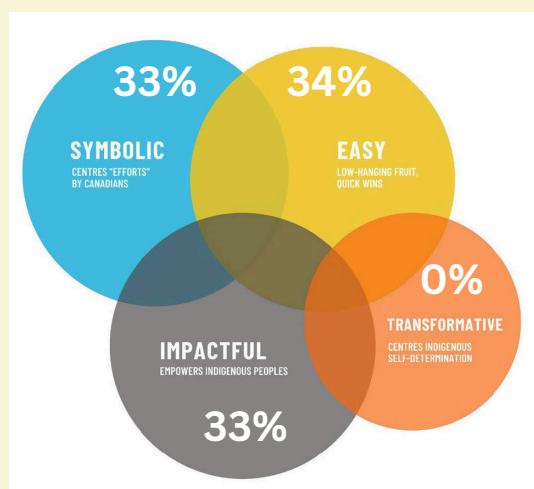 33%
SYMBOLIC
CENTRES "EFFORTS"
BY CANADIANS
34%
EASY
LOW-HANGING FRUIT,
QUICK WINS
0%
TRANSFORMATIVE
CENTRES INDIGENOUS
SELF-DETERMINATION
IMPACTFUL
EMPOWERS INDIGENOUS PEOPLES
33%